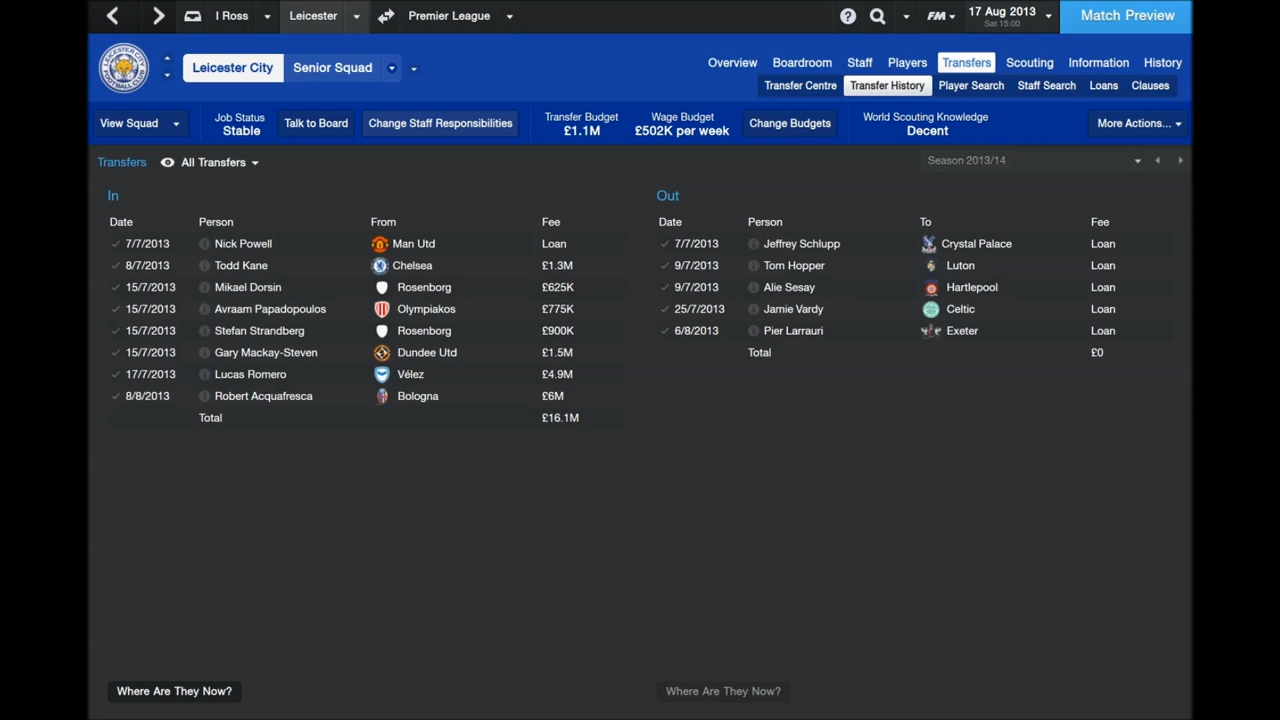 I Ross Leicester Premier League FM 17 Aug 2013 Match Preview
Sat 15:00
Leicester City Senior Squad
Overview Boardroom Staff Players Transfers Scouting Information History
Transfer Centre Transfer History Player Search Staff Search Loans Clauses
View Squad Job Status Talk to Board Change Staff Responsibilities Transfer Budget Wage Budget Change Budgets World Scouting Knowledge More Actions...
Stable £1.1M £502K per week Decent
Transfers All Transfers Season 2013/14
In Out
Date Person From Fee Date Person To Fee
7/7/2013 Nick Powell Man Utd Loan 7/7/2013 Jeffrey Schlupp Crystal Palace Loan
8/7/2013 Todd Kane Chelsea £1.3M 9/7/2013 Tom Hopper Luton Loan
15/7/2013 Mikael Dorsin Rosenborg £625K 9/7/2013 Alie Sesay Hartlepool Loan
15/7/2013 Avraam Papadopoulos Olympiakos £775K 25/7/2013 Jamie Vardy Celtic Loan
15/7/2013 Stefan Strandberg Rosenborg £900K 6/8/2013 Pier Larrauri Exeter Loan
15/7/2013 Gary Mackay-Steven Dundee Utd £1.5M Total £0
17/7/2013 Lucas Romero Vélez £4.9M
8/8/2013 Robert Acquafresca Bologna £6M
Total £16.1M
Where Are They Now? Where Are They Now?